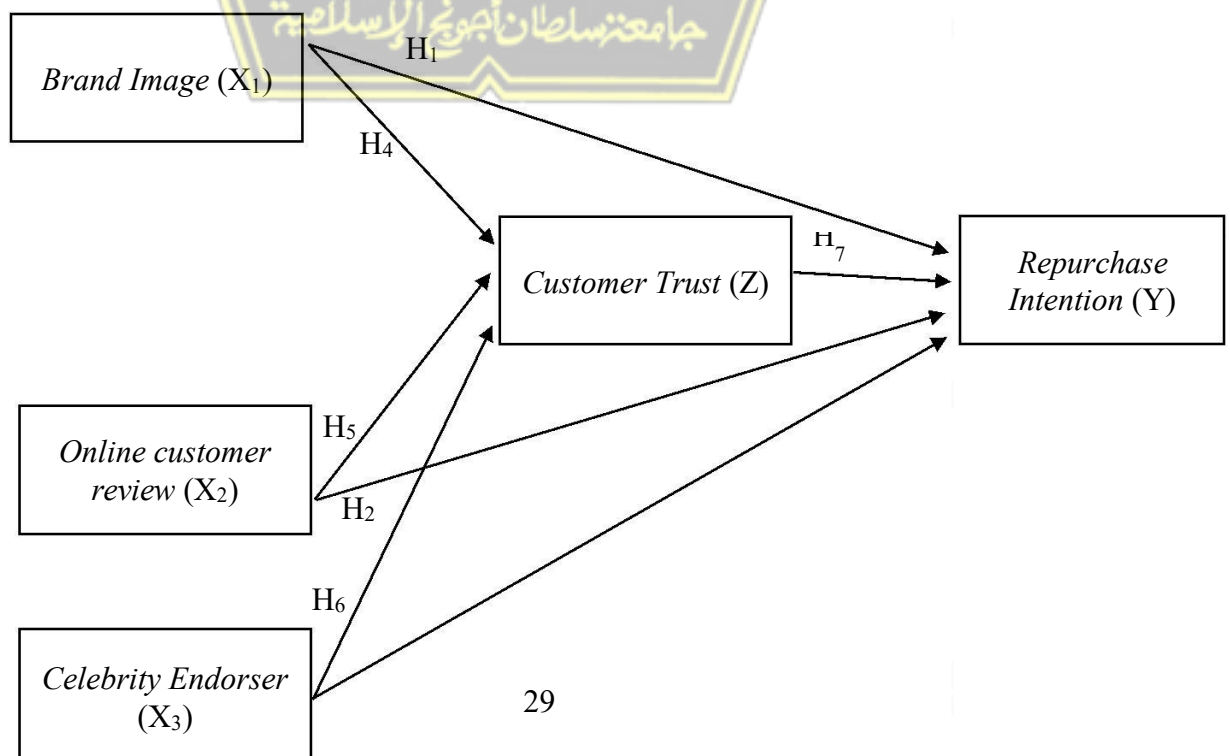 جامعتنسلطان أجونج الإسلامية
Brand Image (X₁)
H₁
H₄
Customer Trust (Z)
H₇
Repurchase
Intention (Y)
Online customer
review (X₂)
H₅
H₂
H₆
Celebrity Endorser
(X₃)
29